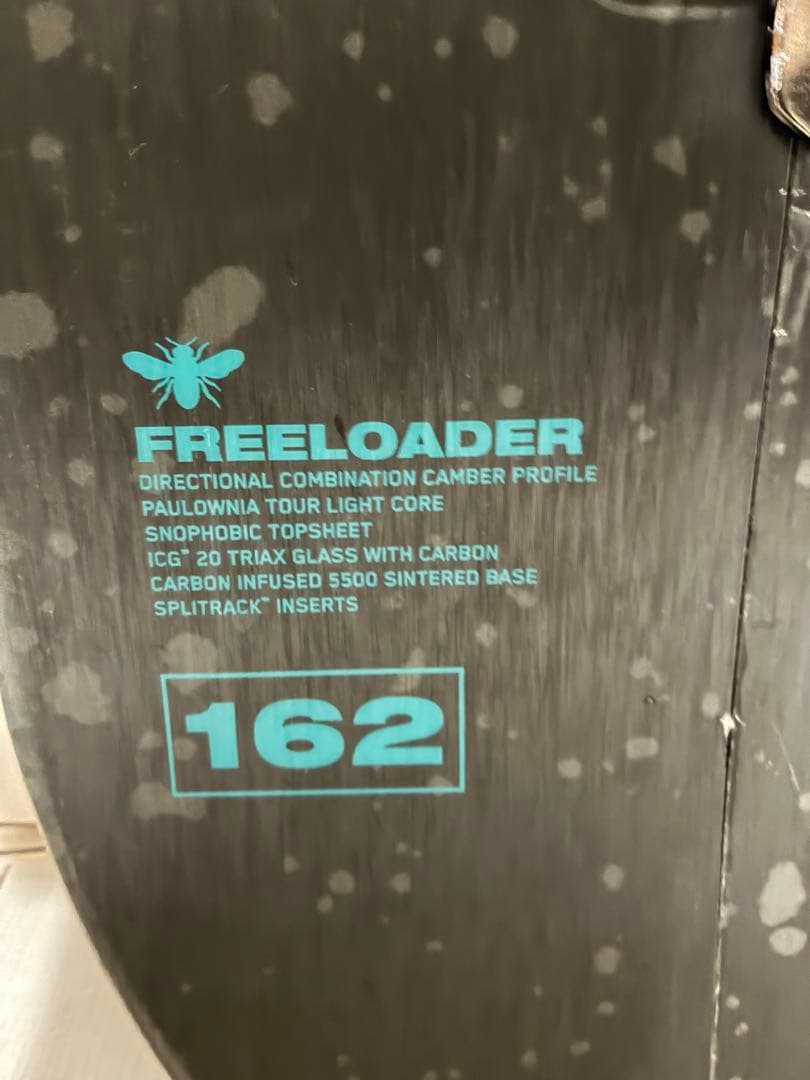 FREELOADER
DIRECTIONAL COMBINATION CAMBER PROFILE
PAULOWNIA TOUR LIGHT CORE
SNOPHOBIC TOPSHEET
ICG™ 20 TRIAX GLASS WITH CARBON
CARBON INFUSED 5500 SINTERED BASE
SPLITRACK™ INSERTS
162